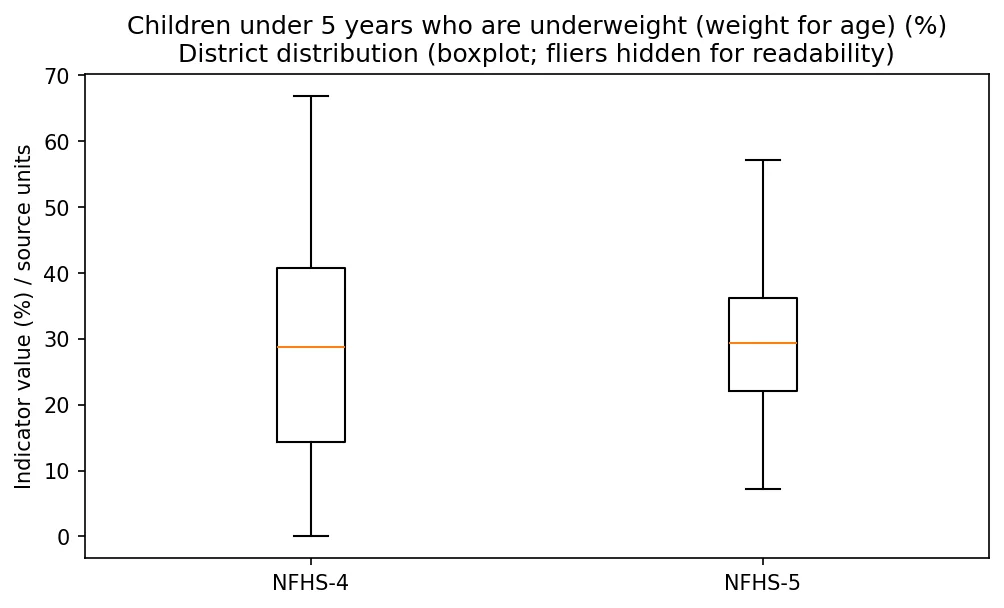 Children under 5 years who are underweight (weight for age) (%)
District distribution (boxplot; fliers hidden for readability)
Indicator value (%) / source units
70
60
50
40
30
20
10
0
NFHS-4
NFHS-5